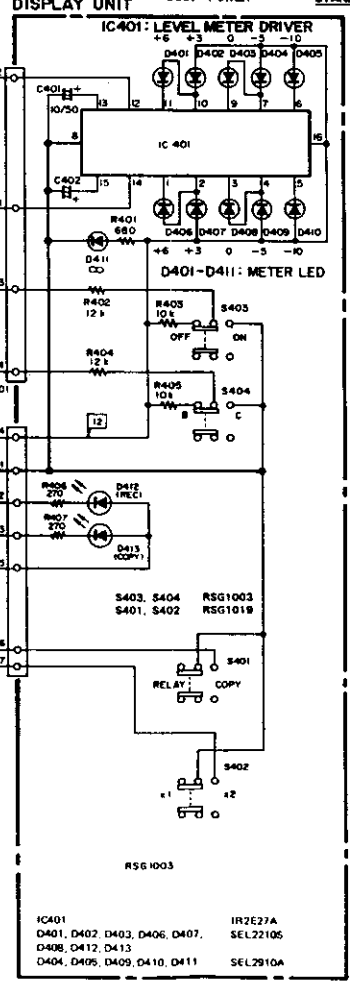 DISPLAY UNIT
IC401: LEVEL METER DRIVER
+6 +3 0 -5 -10
D401 D402 D403 D404 D405
C401
10/50
13 12 11 10 9 7 6
8 IC 401 16
15 14 1 2 3 4 5
C402
R401
680
D406 D407 D408 D409 D410
+6 +3 0 -5 -10
D411
∞
D401-D411: METER LED
R402
12k
R403
10k
S403
OFF ON
R404
12k
R405
10k
S404
B C
12
R406
270
D412
(REC)
R407
270
D413
(COPY)
S403, S404 RSG1003
S401, S402 RSG1019
S401
RELAY COPY
S402
x1 x2
RSG1003
IC401 IR2E27A
D401, D402, D403, D406, D407, SEL2210S
D408, D412, D413
D404, D405, D409, D410, D411 SEL2910A